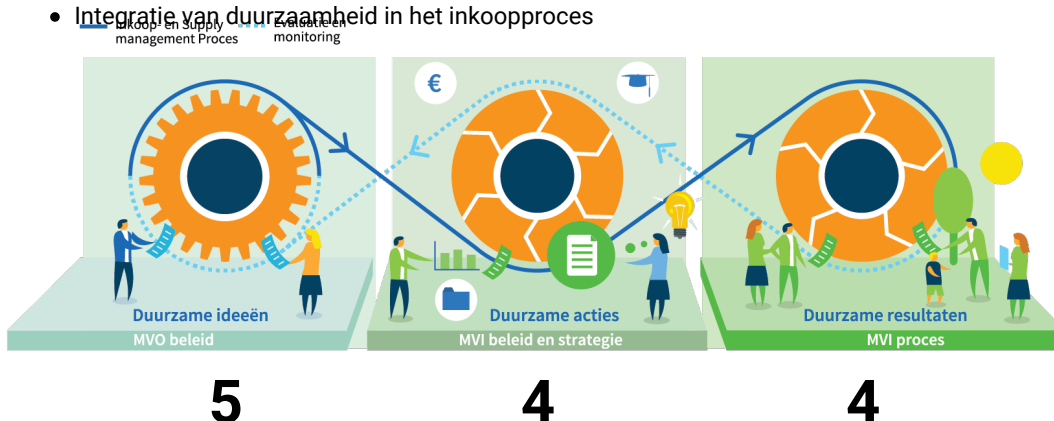 • Integratie van duurzaamheid in het inkoopproces
Inkoop- en Supply
management Proces
Evaluatie en
monitoring
€
Duurzame ideeën
Duurzame acties
Duurzame resultaten
MVO beleid
MVI beleid en strategie
MVI proces
5
4
4